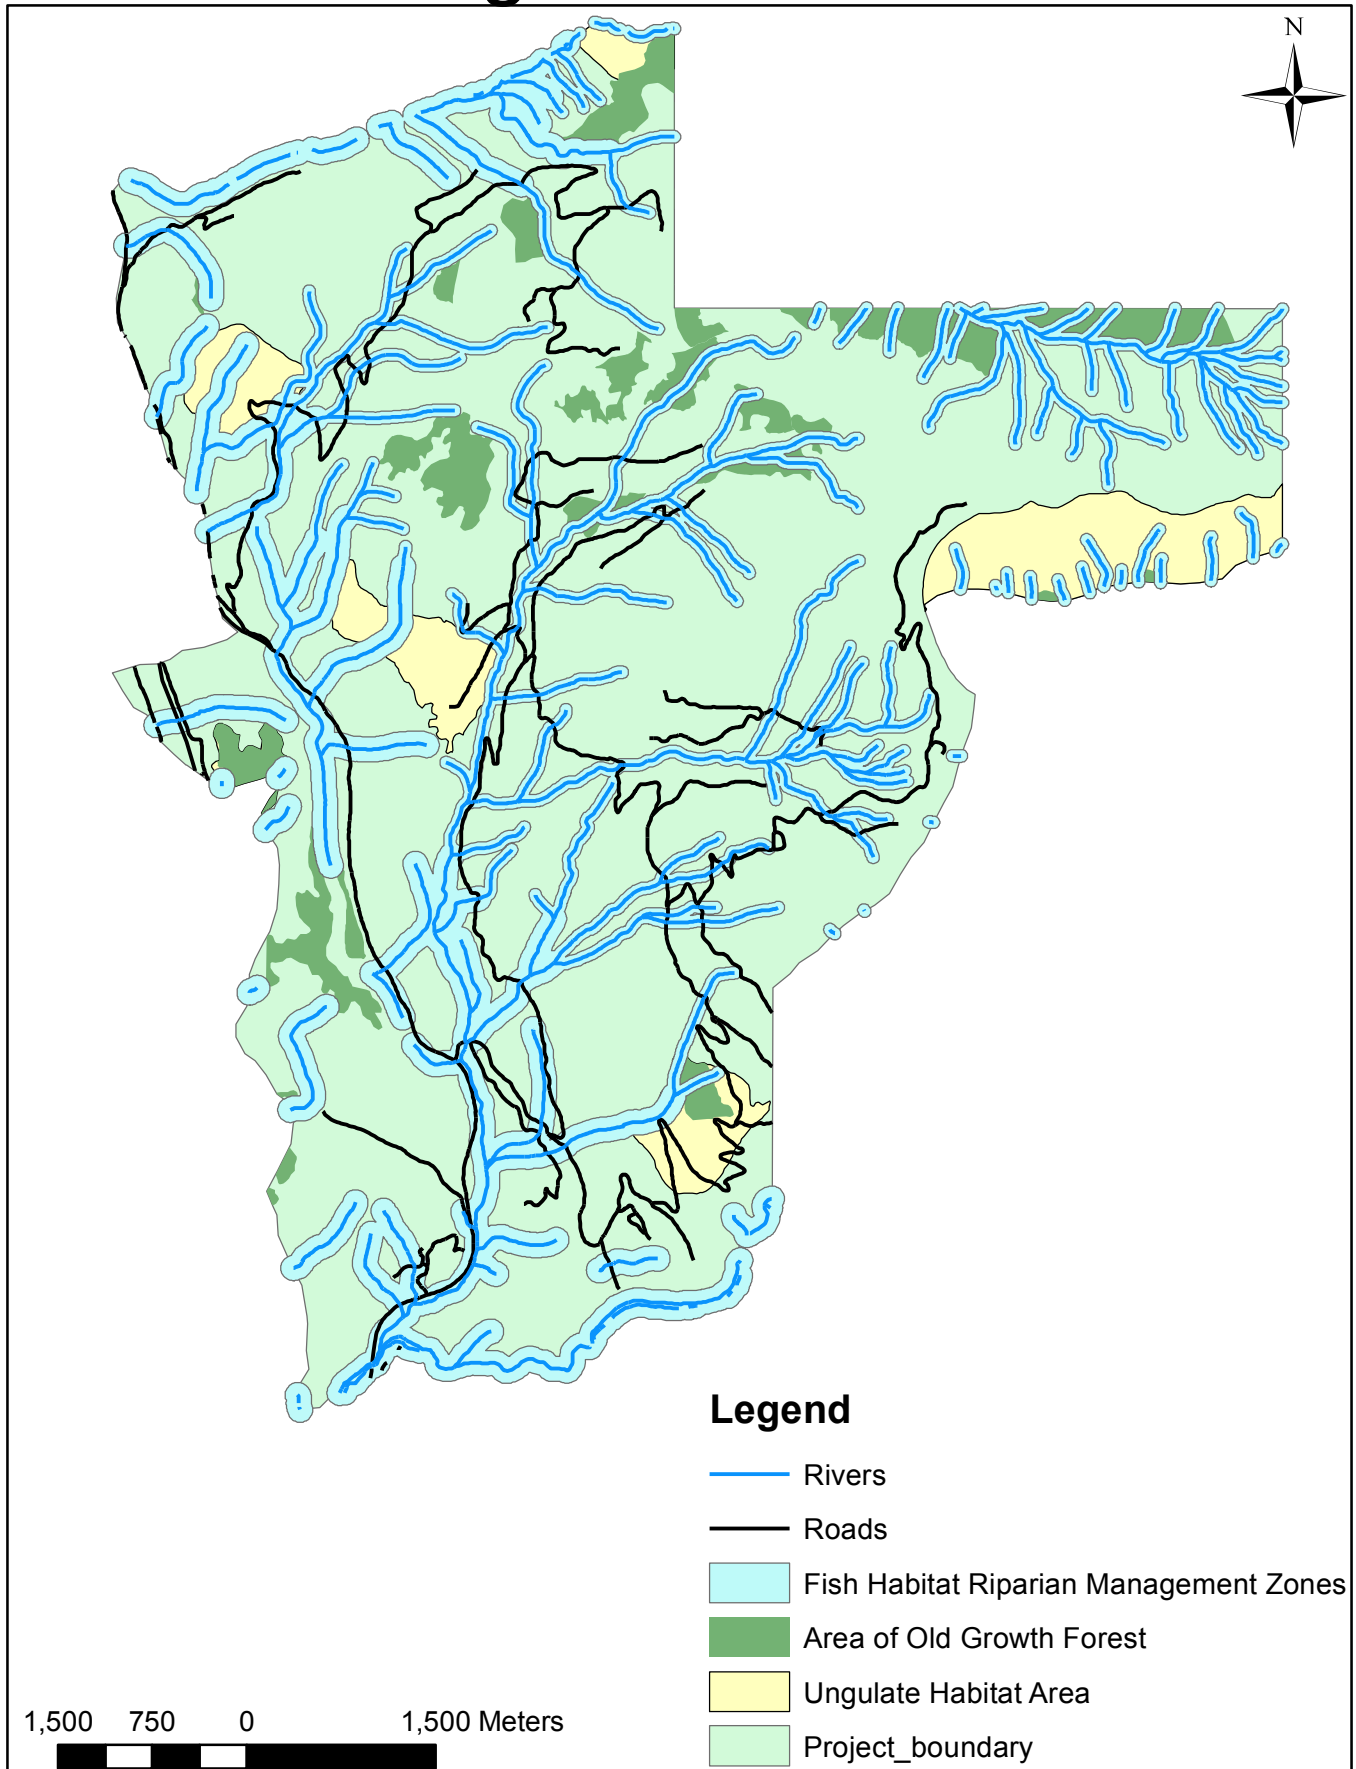 N
Legend
Rivers
Roads
Fish Habitat Riparian Management Zones
Area of Old Growth Forest
Ungulate Habitat Area
Project_boundary
1,500 750 0 1,500 Meters